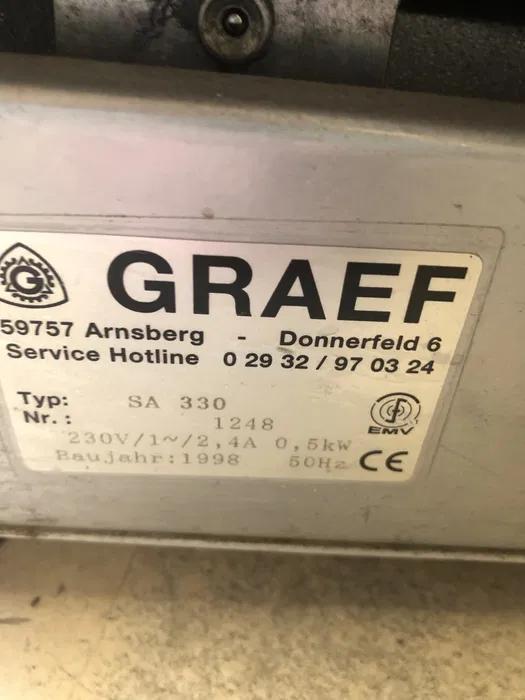 G
GRAEF
59757 Arnsberg - Donnerfeld 6
Service Hotline 0 29 32 / 97 03 24
Typ: SA 330
Nr.: 1248
230V/1~/2,4A 0,5kW
Baujahr:1998 50Hz
EMV
CE